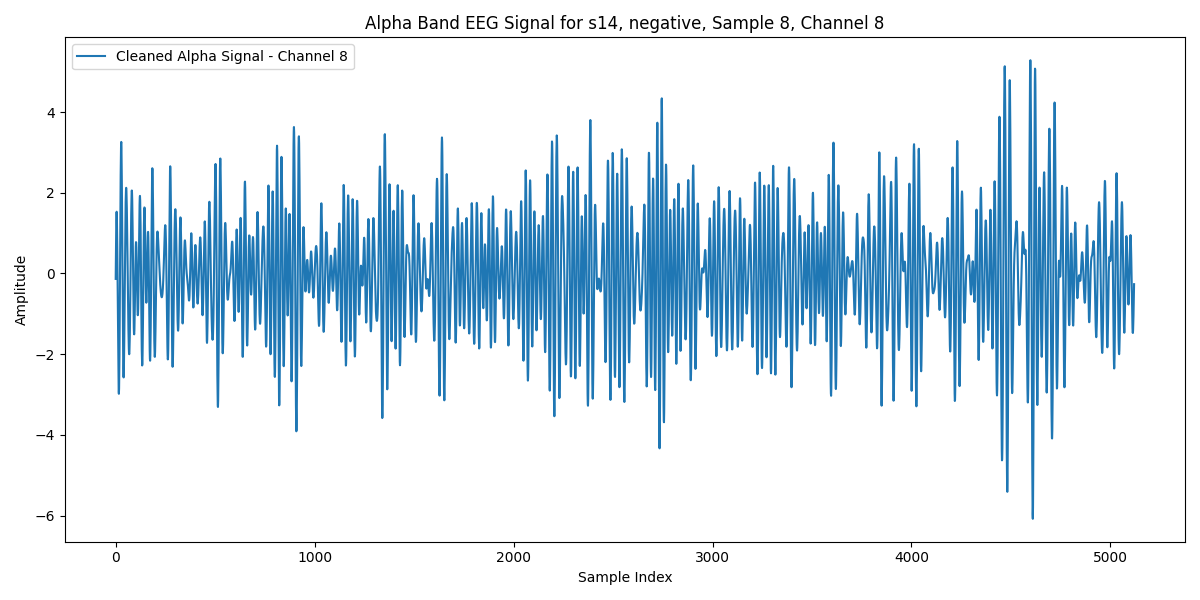 Alpha Band EEG Signal for s14, negative, Sample 8, Channel 8
Cleaned Alpha Signal - Channel 8
Amplitude
4
2
0
−2
−4
−6
0 1000 2000 3000 4000 5000
Sample Index